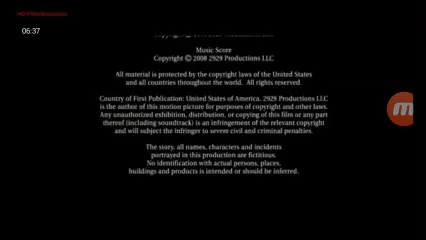 06:37
Music Score
Copyright © 2008 2929 Productions LLC
All material is protected by the copyright laws of the United States
and all countries throughout the world. All rights reserved.
Country of First Publication: United States of America. 2929 Productions LLC
is the author of this motion picture for purposes of copyright and other laws.
Any unauthorized exhibition, distribution, or copying of this film or any part
thereof (including soundtrack) is an infringement of the relevant copyright
and will subject the infringer to severe civil and criminal penalties.
The story, all names, characters and incidents
portrayed in this production are fictitious.
No identification with actual persons, places,
buildings and products is intended or should be inferred.